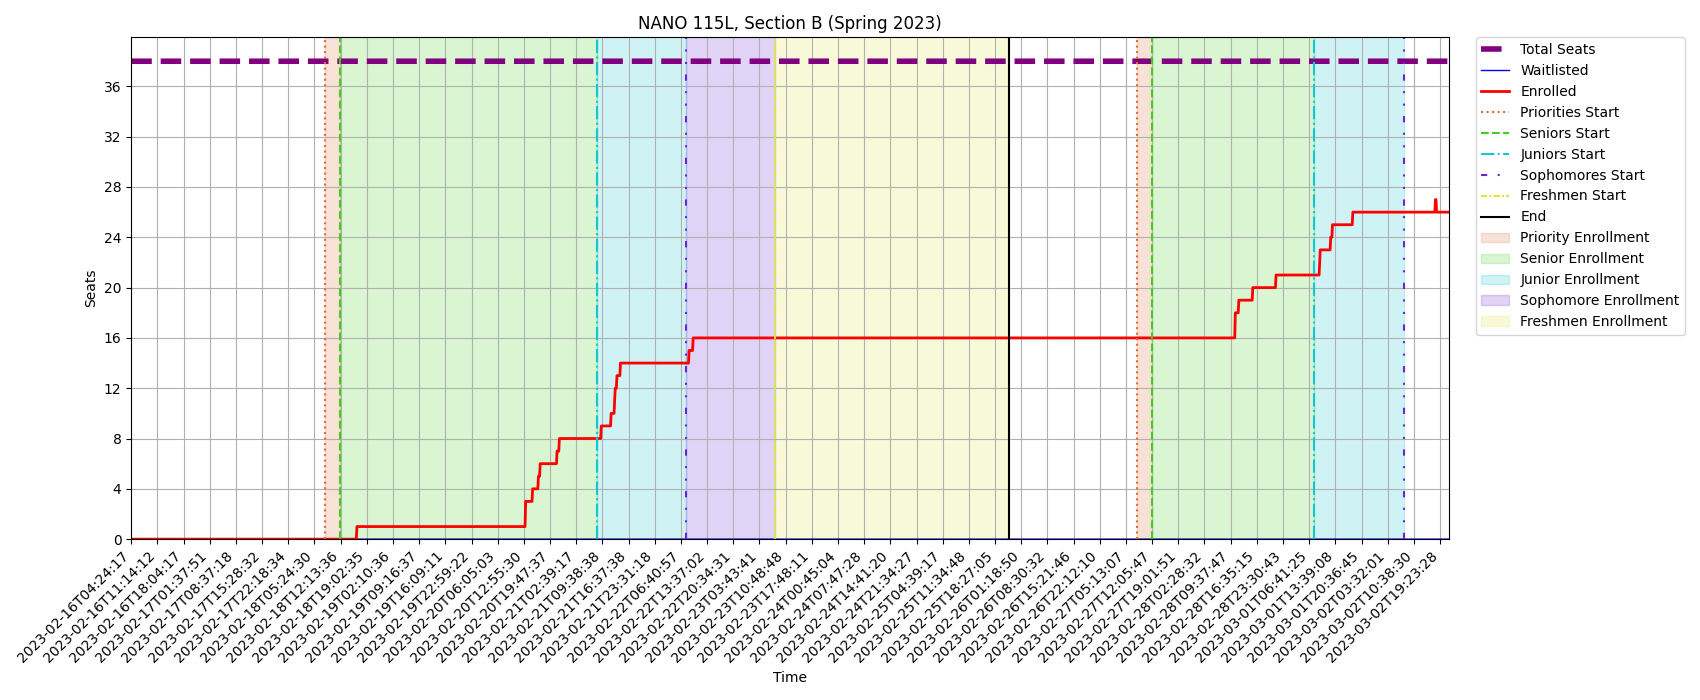 NANO 115L, Section B (Spring 2023)
Total Seats
Waitlisted
Enrolled
Priorities Start
Seniors Start
Juniors Start
Sophomores Start
Freshmen Start
End
Priority Enrollment
Senior Enrollment
Junior Enrollment
Sophomore Enrollment
Freshmen Enrollment
Seats
36
32
28
24
20
16
12
8
4
0
2023-02-16T04:24:17
2023-02-16T11:14:12
2023-02-16T18:04:17
2023-02-17T01:37:51
2023-02-17T08:37:18
2023-02-17T15:28:32
2023-02-17T22:18:34
2023-02-18T05:24:30
2023-02-18T12:13:36
2023-02-18T19:02:35
2023-02-19T02:10:36
2023-02-19T09:16:37
2023-02-19T16:09:11
2023-02-19T22:59:22
2023-02-20T06:05:03
2023-02-20T12:55:30
2023-02-20T19:47:37
2023-02-21T02:39:17
2023-02-21T09:38:38
2023-02-21T16:37:38
2023-02-21T23:31:18
2023-02-22T06:40:57
2023-02-22T13:37:02
2023-02-22T20:34:31
2023-02-23T03:43:41
2023-02-23T10:48:48
2023-02-23T17:48:11
2023-02-24T00:45:04
2023-02-24T07:47:28
2023-02-24T14:41:20
2023-02-24T21:34:27
2023-02-25T04:39:17
2023-02-25T11:34:48
2023-02-25T18:27:05
2023-02-26T01:18:50
2023-02-26T08:30:32
2023-02-26T15:21:46
2023-02-26T22:12:10
2023-02-27T05:13:07
2023-02-27T12:05:47
2023-02-27T19:01:51
2023-02-28T02:28:32
2023-02-28T09:37:47
2023-02-28T16:35:15
2023-02-28T23:30:43
2023-03-01T06:41:25
2023-03-01T13:39:08
2023-03-01T20:36:45
2023-03-02T03:32:01
2023-03-02T10:38:30
2023-03-02T19:23:28
Time